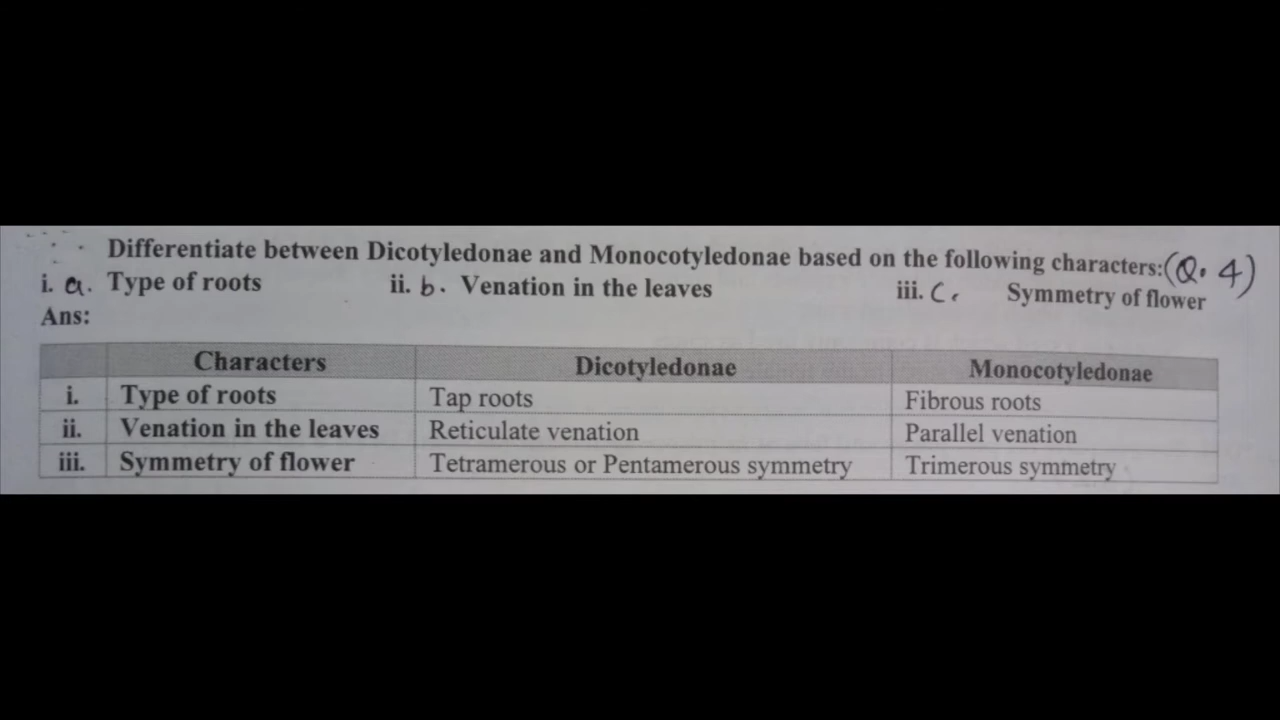 Differentiate between Dicotyledonae and Monocotyledonae based on the following characters: (Q. 4)
i. a. Type of roots ii. b. Venation in the leaves iii. c. Symmetry of flower
Ans:
Characters Dicotyledonae Monocotyledonae
i. Type of roots Tap roots Fibrous roots
ii. Venation in the leaves Reticulate venation Parallel venation
iii. Symmetry of flower Tetramerous or Pentamerous symmetry Trimerous symmetry